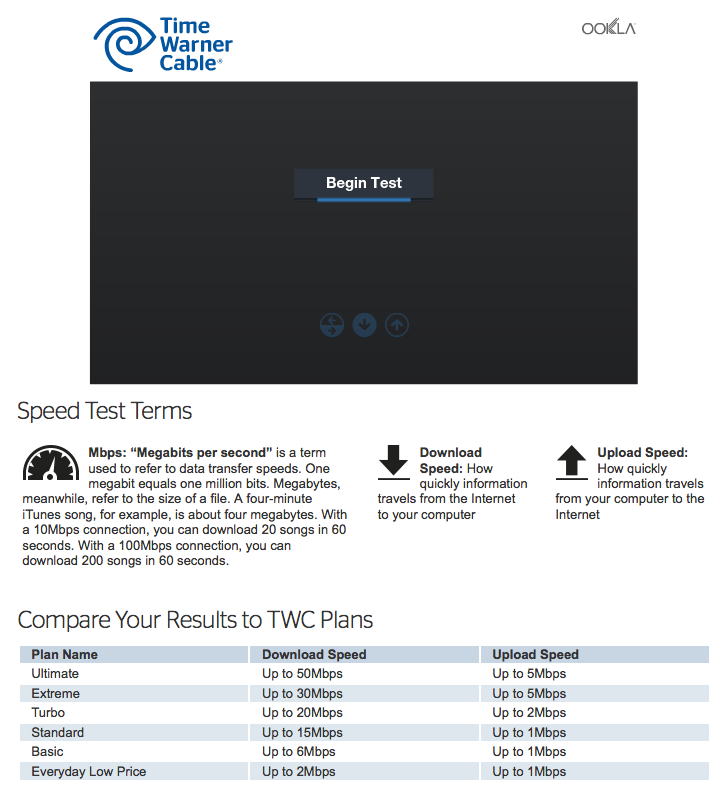 Time
Warner
Cable®
OOKLA
Begin Test
Speed Test Terms
Mbps: “Megabits per second” is a term
used to refer to data transfer speeds. One
megabit equals one million bits. Megabytes,
meanwhile, refer to the size of a file. A four-minute
iTunes song, for example, is about four megabytes. With
a 10Mbps connection, you can download 20 songs in 60
seconds. With a 100Mbps connection, you can
download 200 songs in 60 seconds.
Download
Speed: How
quickly information
travels from the Internet
to your computer
Upload Speed:
How quickly
information travels
from your computer to the
Internet
Compare Your Results to TWC Plans
Plan Name Download Speed Upload Speed
Ultimate Up to 50Mbps Up to 5Mbps
Extreme Up to 30Mbps Up to 5Mbps
Turbo Up to 20Mbps Up to 2Mbps
Standard Up to 15Mbps Up to 1Mbps
Basic Up to 6Mbps Up to 1Mbps
Everyday Low Price Up to 2Mbps Up to 1Mbps